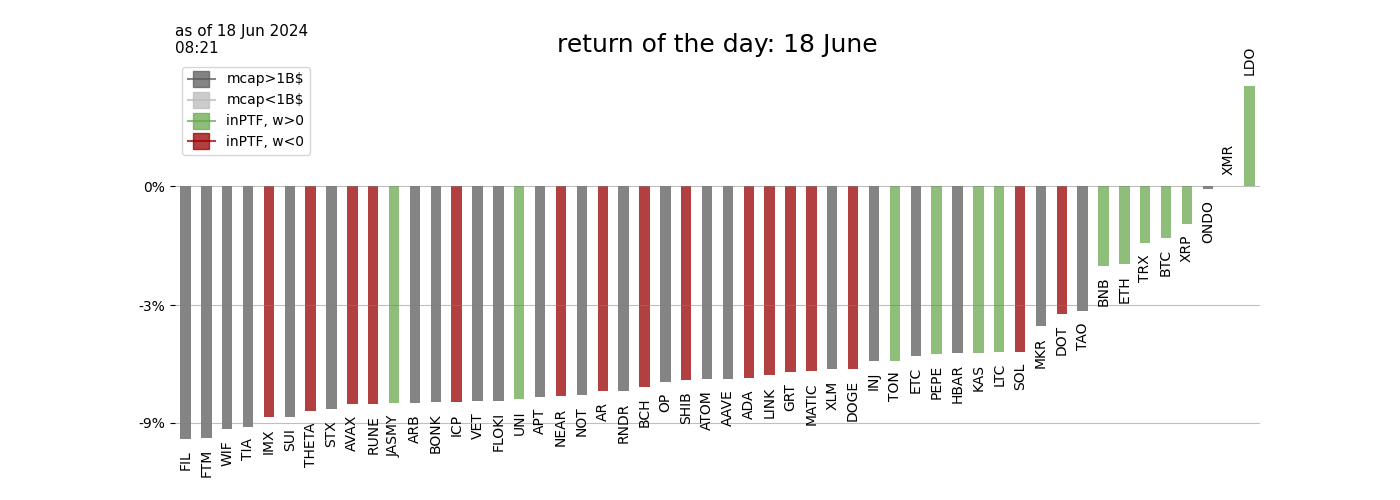 as of 18 Jun 2024
08:21
return of the day: 18 June
mcap>1B$
mcap<1B$
inPTF, w>0
inPTF, w<0
0%
-3%
-9%
FIL
FTM
WIF
TIA
IMX
SUI
THETA
STX
AVAX
RUNE
JASMY
ARB
BONK
ICP
VET
FLOKI
UNI
APT
NEAR
NOT
AR
RNDR
BCH
OP
SHIB
ATOM
AAVE
ADA
LINK
GRT
MATIC
XLM
DOGE
INJ
TON
ETC
PEPE
HBAR
KAS
LTC
SOL
MKR
DOT
TAO
BNB
ETH
TRX
BTC
XRP
ONDO
XMR
LDO